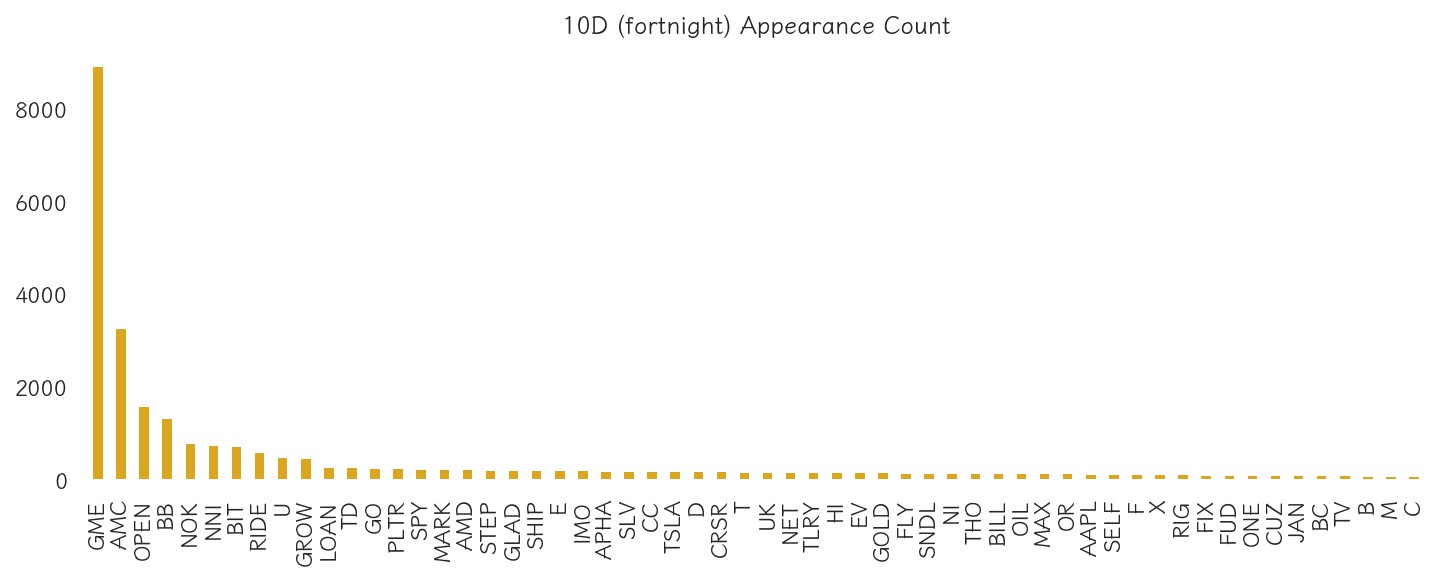 10D (fortnight) Appearance Count
8000
6000
4000
2000
0
GME
AMC
OPEN
BB
NOK
NNI
BIT
RIDE
U
GROW
LOAN
TD
GO
PLTR
SPY
MARK
AMD
STEP
GLAD
SHIP
E
IMO
APHA
SLV
CC
TSLA
D
CRSR
T
UK
NET
TLRY
HI
EV
GOLD
FLY
SNDL
NI
THO
BILL
OIL
MAX
OR
AAPL
SELF
F
X
RIG
FIX
FUD
ONE
CUZ
JAN
BC
TV
B
M
C